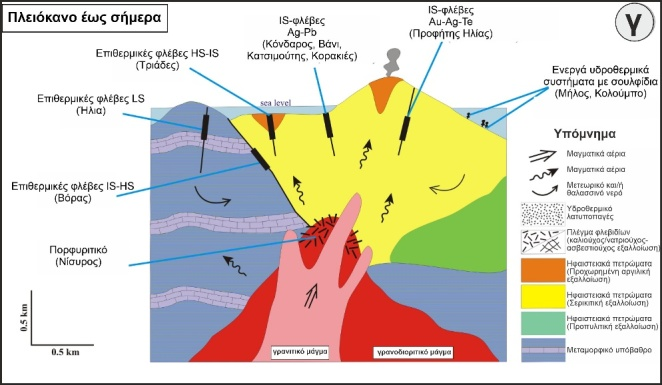 Πλειόκανο έως σήμερα
γ
IS-φλέβες
Ag-Pb
(Κόνδαρος, Βάνι,
Κατσιμούτης, Κορακιές)
IS-φλέβες
Au-Ag-Te
(Προφήτης Ηλίας)
Επιθερμικές φλέβες HS-IS
(Τριάδες)
Ενεργά υδροθερμικά
συστήματα με σουλφίδια
(Μήλος, Κολούμπο)
Επιθερμικές φλέβες LS
(Ήλια)
sea level
Επιθερμικές φλέβες IS-HS
(Βόρας)
Πορφυριτικό
(Νίσυρος)
0.5 km
0.5 km
γρανιτικό μάγμα
γρανοδιοριτικό μάγμα
Υπόμνημα
Μαγματικά αέρια
Μαγματικά αέρια
Μετεωρικό και/ή
θαλασσινό νερό
Υδροθερμικό
λατυποπαγές
Πλέγμα φλεβιδίων
(καλιούχος/νατριούχος-
ασβεστιούχος εξαλλοίωση)
Ηφαιστειακά πετρώματα
(Προχωρημένη αργιλική
εξαλλοίωση)
Ηφαιστειακά πετρώματα
(Σερικιτική εξαλλοίωση)
Ηφαιστειακά πετρώματα
(Προπυλιτική εξαλλοίωση)
Μεταμορφικό υπόβαθρο